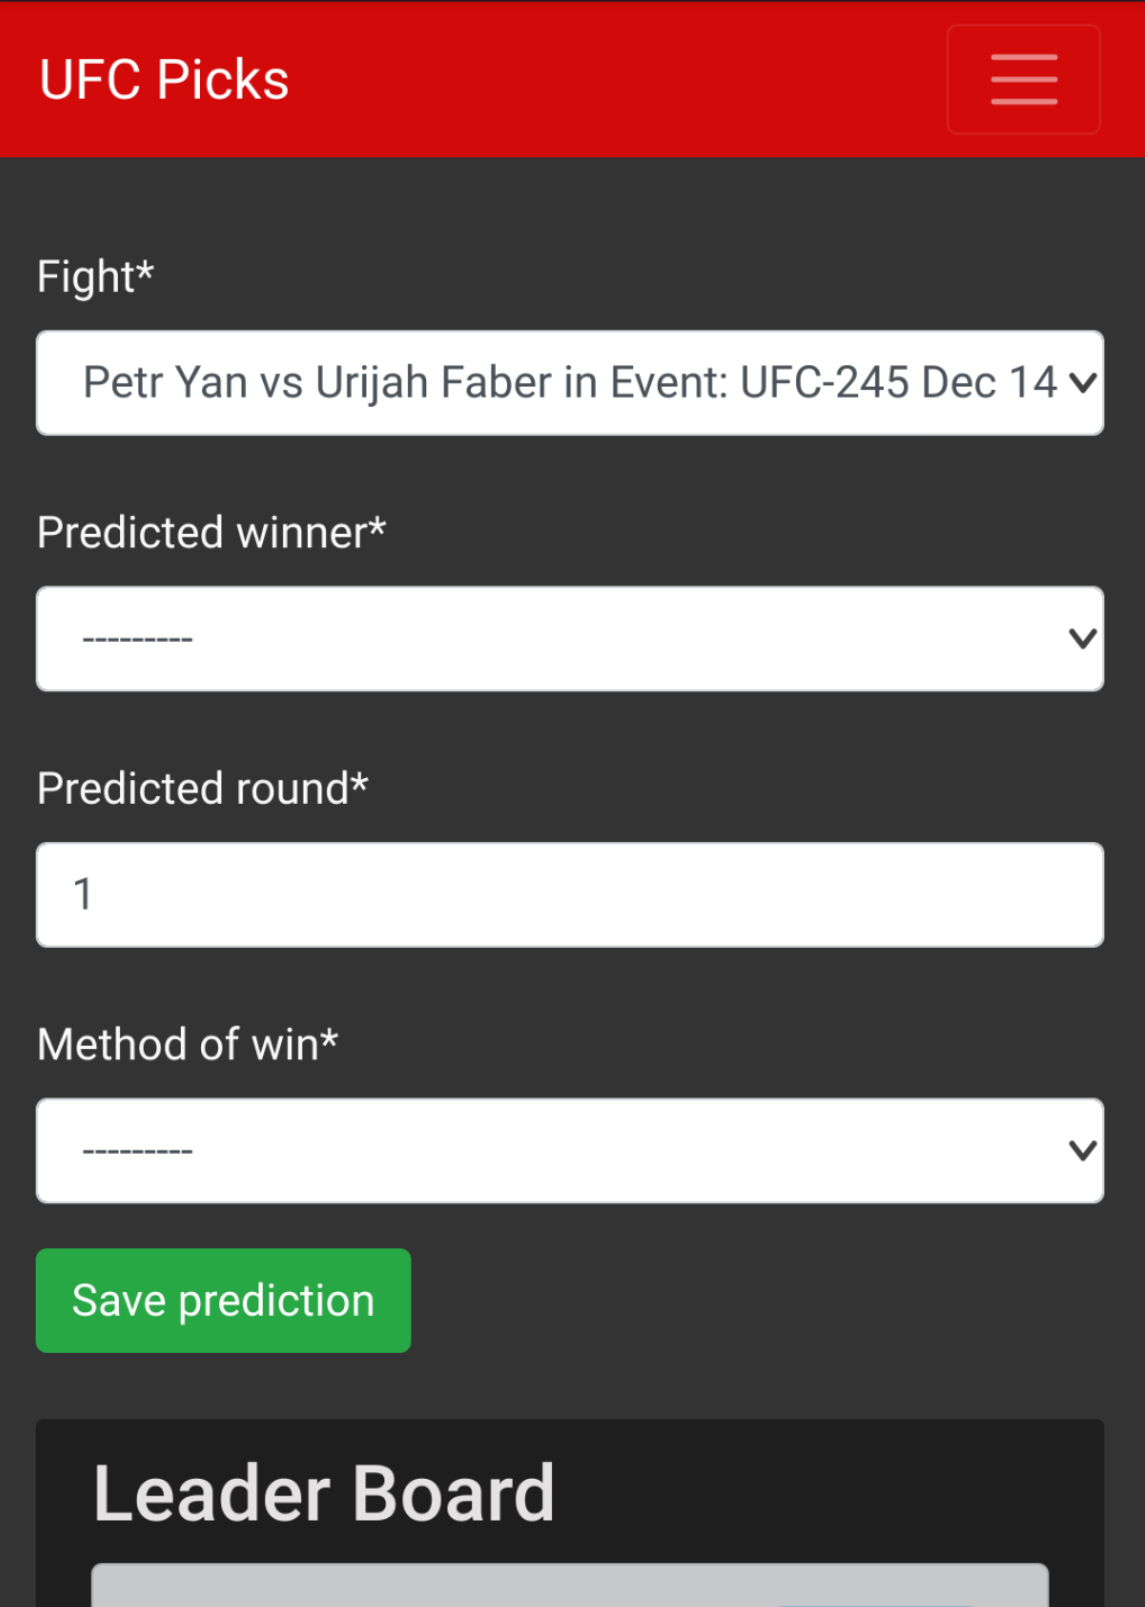 UFC Picks
Fight*
Petr Yan vs Urijah Faber in Event: UFC-245 Dec 14
Predicted winner*
---------
Predicted round*
1
Method of win*
---------
Save prediction
Leader Board